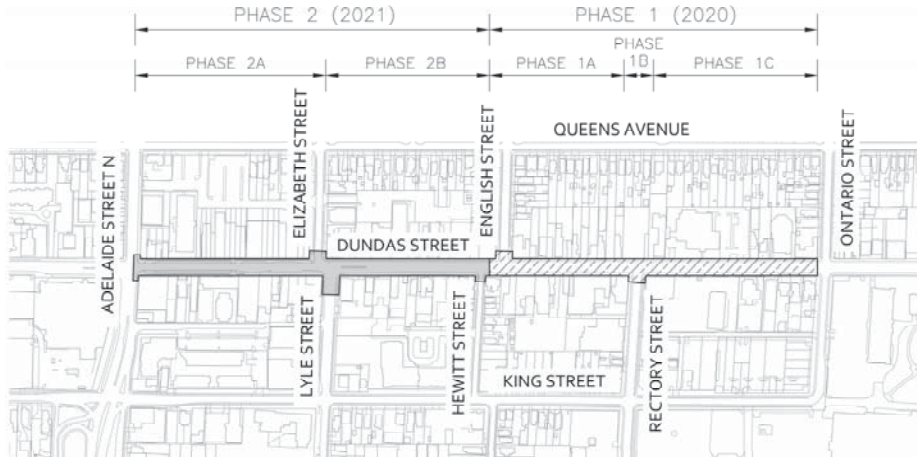 PHASE 2 (2021)
PHASE 1 (2020)
PHASE 2A
PHASE 2B
PHASE 1A
PHASE 1B
PHASE 1C
QUEENS AVENUE
ADELAIDE STREET N
ELIZABETH STREET
ENGLISH STREET
ONTARIO STREET
DUNDAS STREET
LYLE STREET
HEWITT STREET
KING STREET
RECTORY STREET